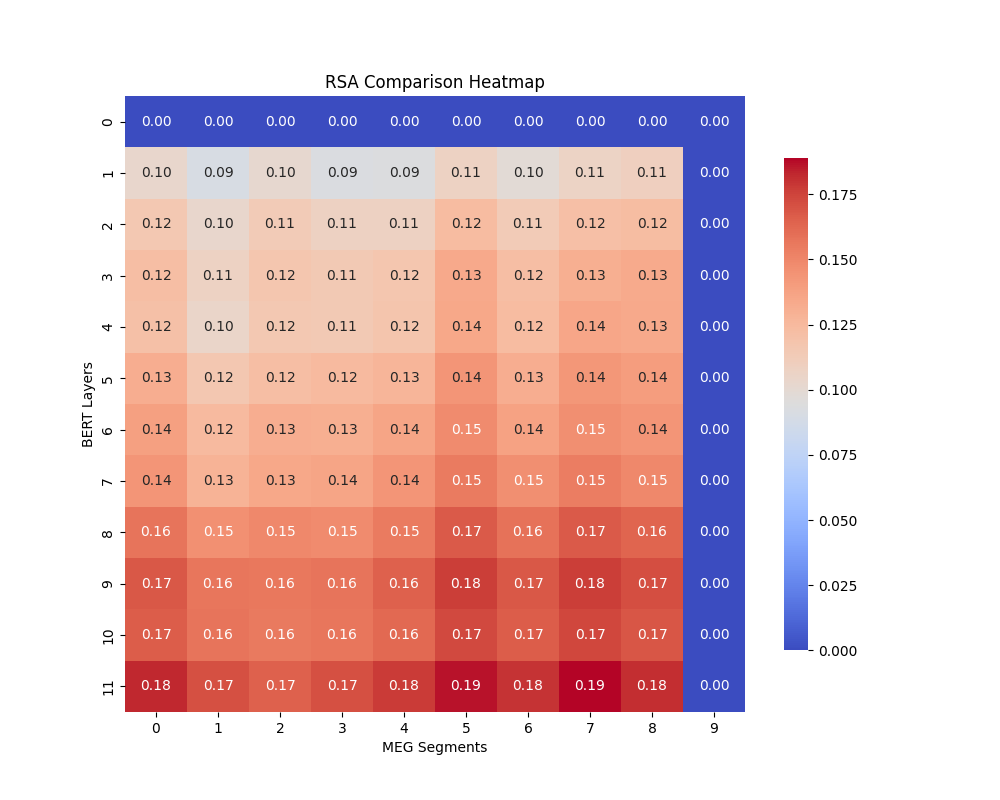 RSA Comparison Heatmap
0 0.00 0.00 0.00 0.00 0.00 0.00 0.00 0.00 0.00 0.00
1 0.10 0.09 0.10 0.09 0.09 0.11 0.10 0.11 0.11 0.00
2 0.12 0.10 0.11 0.11 0.11 0.12 0.11 0.12 0.12 0.00
3 0.12 0.11 0.12 0.11 0.12 0.13 0.12 0.13 0.13 0.00
4 0.12 0.10 0.12 0.11 0.12 0.14 0.12 0.14 0.13 0.00
5 0.13 0.12 0.12 0.12 0.13 0.14 0.13 0.14 0.14 0.00
6 0.14 0.12 0.13 0.13 0.14 0.15 0.14 0.15 0.14 0.00
7 0.14 0.13 0.13 0.14 0.14 0.15 0.15 0.15 0.15 0.00
8 0.16 0.15 0.15 0.15 0.15 0.17 0.16 0.17 0.16 0.00
9 0.17 0.16 0.16 0.16 0.16 0.18 0.17 0.18 0.17 0.00
10 0.17 0.16 0.16 0.16 0.16 0.17 0.17 0.17 0.17 0.00
11 0.18 0.17 0.17 0.17 0.18 0.19 0.18 0.19 0.18 0.00
0 1 2 3 4 5 6 7 8 9
MEG Segments
BERT Layers
0.175
0.150
0.125
0.100
0.075
0.050
0.025
0.000